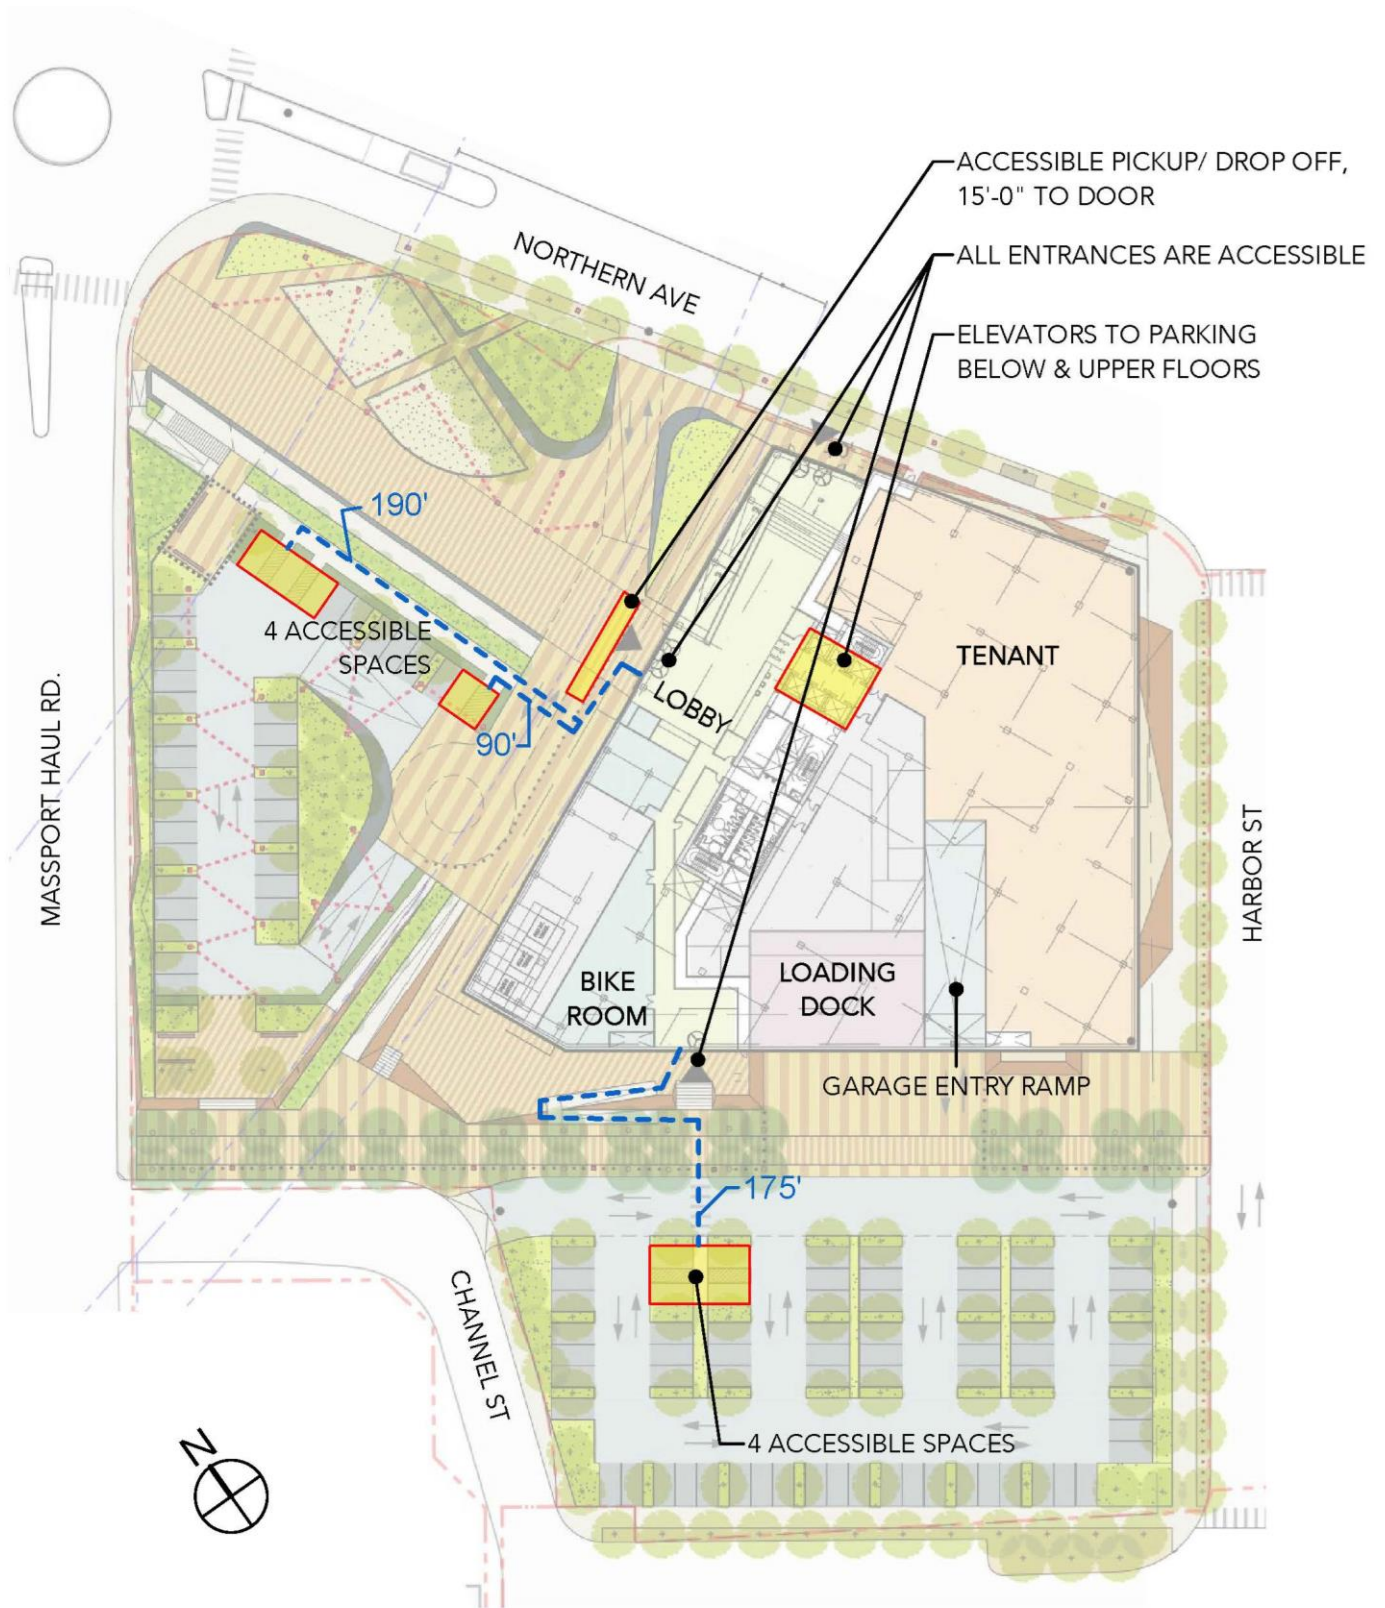 ACCESSIBLE PICKUP/ DROP OFF,
15'-0" TO DOOR
ALL ENTRANCES ARE ACCESSIBLE
ELEVATORS TO PARKING
BELOW & UPPER FLOORS
NORTHERN AVE
190'
4 ACCESSIBLE
SPACES
90'
LOBBY
TENANT
MASSPORT HAUL RD.
HARBOR ST
BIKE
ROOM
LOADING
DOCK
GARAGE ENTRY RAMP
175'
CHANNEL ST
4 ACCESSIBLE SPACES
N